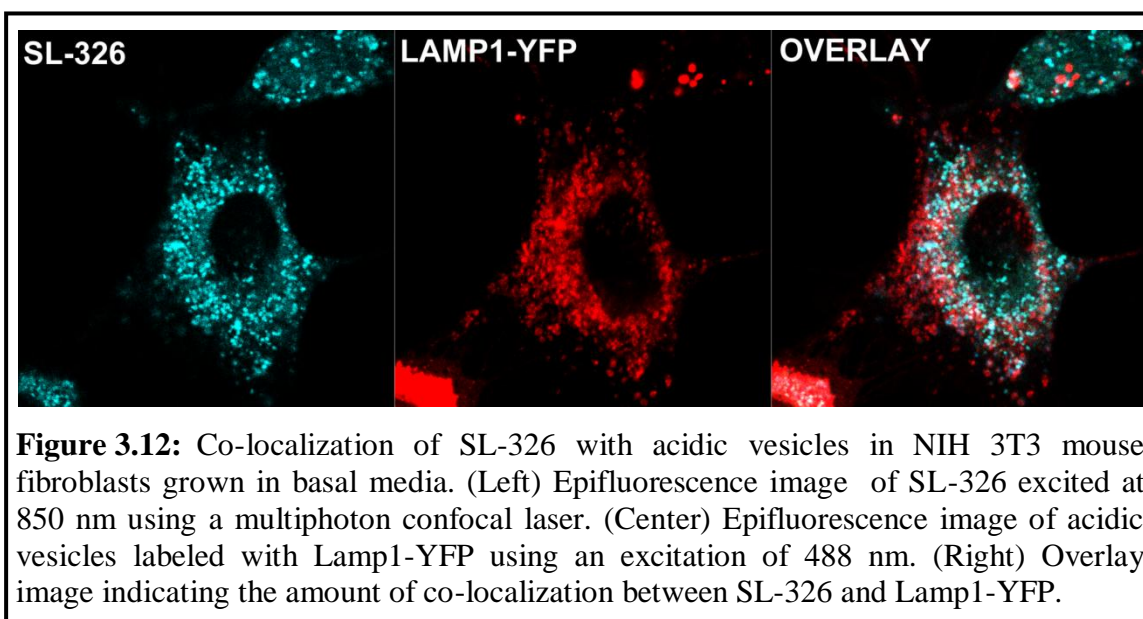 SL-326 LAMP1-YFP OVERLAY
Figure 3.12: Co-localization of SL-326 with acidic vesicles in NIH 3T3 mouse
fibroblasts grown in basal media. (Left) Epifluorescence image of SL-326 excited at
850 nm using a multiphoton confocal laser. (Center) Epifluorescence image of acidic
vesicles labeled with Lamp1-YFP using an excitation of 488 nm. (Right) Overlay
image indicating the amount of co-localization between SL-326 and Lamp1-YFP.